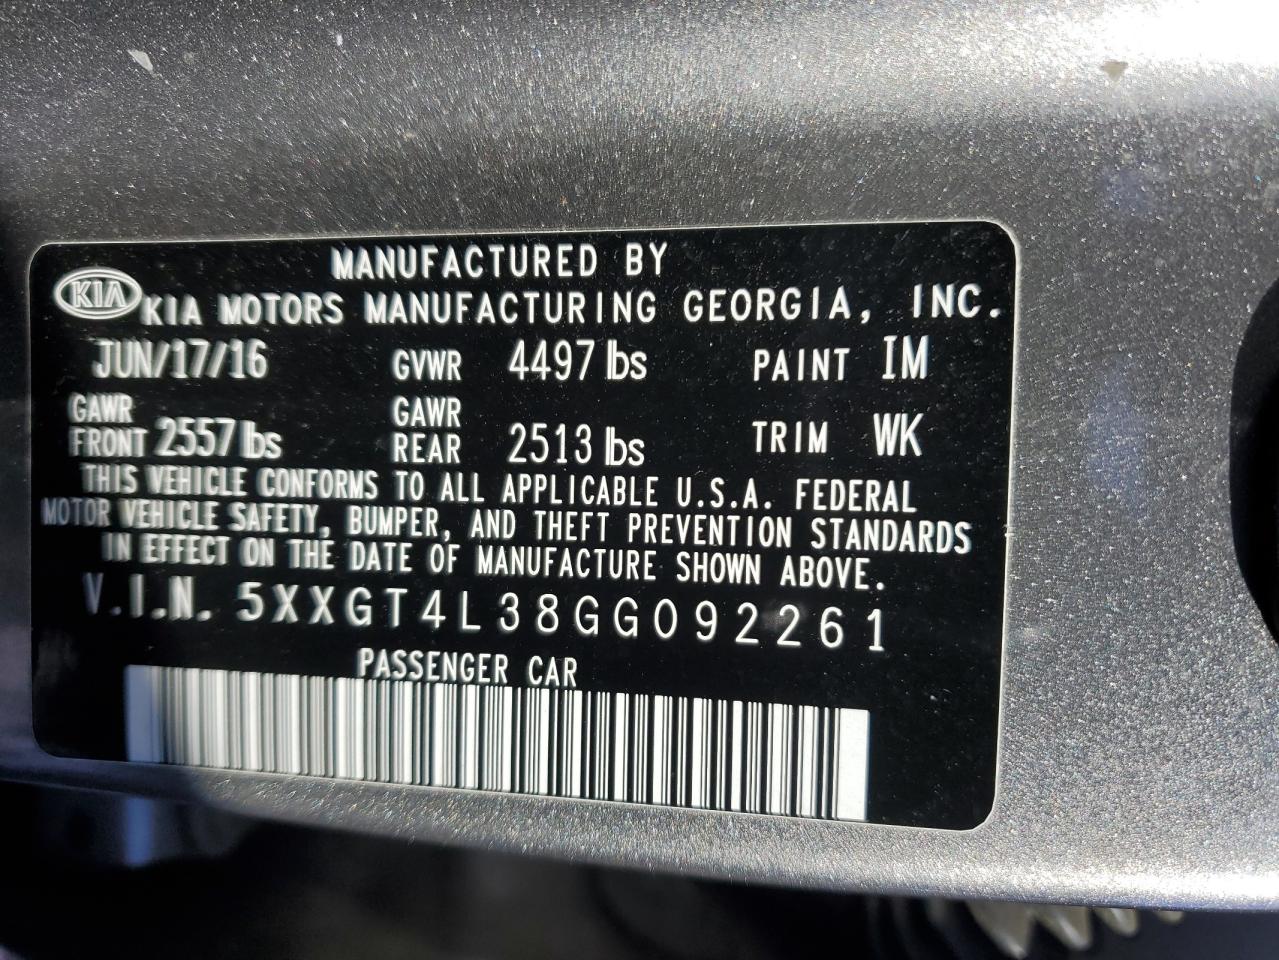 MANUFACTURED BY
KIA KIA MOTORS MANUFACTURING GEORGIA, INC.
JUN/17/16 GVWR 4497 lbs PAINT IM
GAWR FRONT 2557 lbs GAWR REAR 2513 lbs TRIM WK
THIS VEHICLE CONFORMS TO ALL APPLICABLE U.S.A. FEDERAL
MOTOR VEHICLE SAFETY, BUMPER, AND THEFT PREVENTION STANDARDS
IN EFFECT ON THE DATE OF MANUFACTURE SHOWN ABOVE.
V.I.N. 5XXGT4L38GG092261
PASSENGER CAR